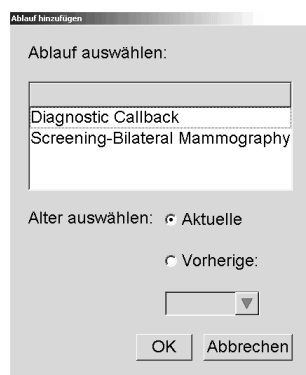 Ablauf hinzufügen
Ablauf auswählen:
Diagnostic Callback
Screening-Bilateral Mammography
Alter auswählen: Aktuelle
Vorherige:
OK Abbrechen